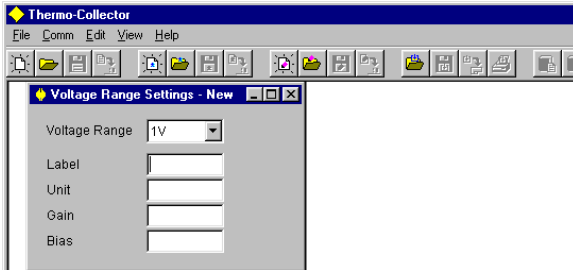 Thermo-Collector
File Comm Edit View Help
Voltage Range Settings - New
Voltage Range 1V
Label
Unit
Gain
Bias